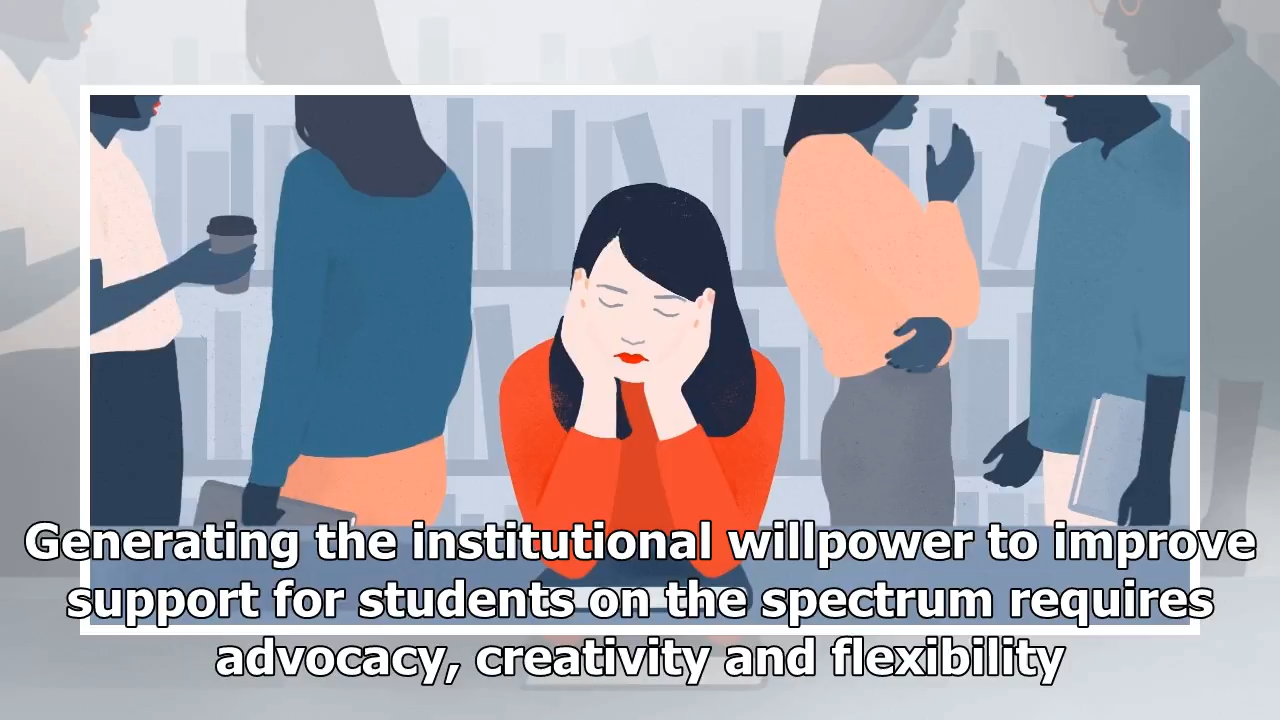 Generating the institutional willpower to improve
support for students on the spectrum requires
advocacy, creativity and flexibility